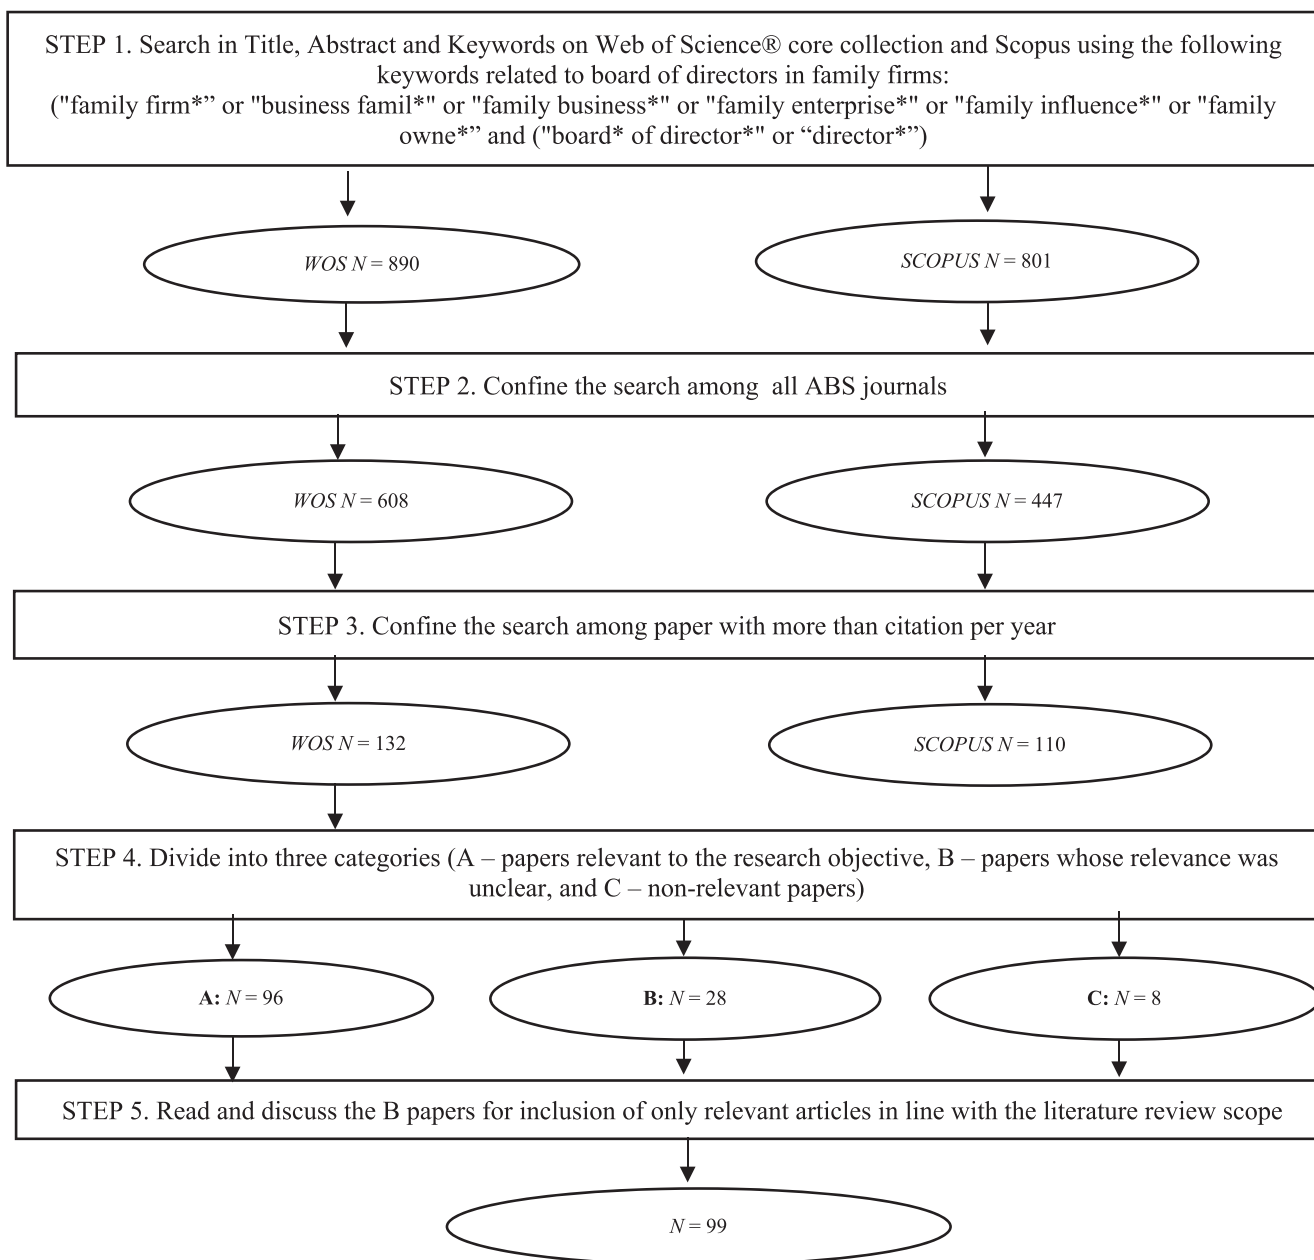 STEP 1. Search in Title, Abstract and Keywords on Web of Science® core collection and Scopus using the following
keywords related to board of directors in family firms:
("family firm*” or "business famil*" or "family business*" or "family enterprise*" or "family influence*" or "family
owne*” and ("board* of director*" or “director*”)
WOS N = 890
SCOPUS N = 801
STEP 2. Confine the search among all ABS journals
WOS N = 608
SCOPUS N = 447
STEP 3. Confine the search among paper with more than citation per year
WOS N = 132
SCOPUS N = 110
STEP 4. Divide into three categories (A – papers relevant to the research objective, B – papers whose relevance was
unclear, and C – non-relevant papers)
A: N = 96
B: N = 28
C: N = 8
STEP 5. Read and discuss the B papers for inclusion of only relevant articles in line with the literature review scope
N = 99